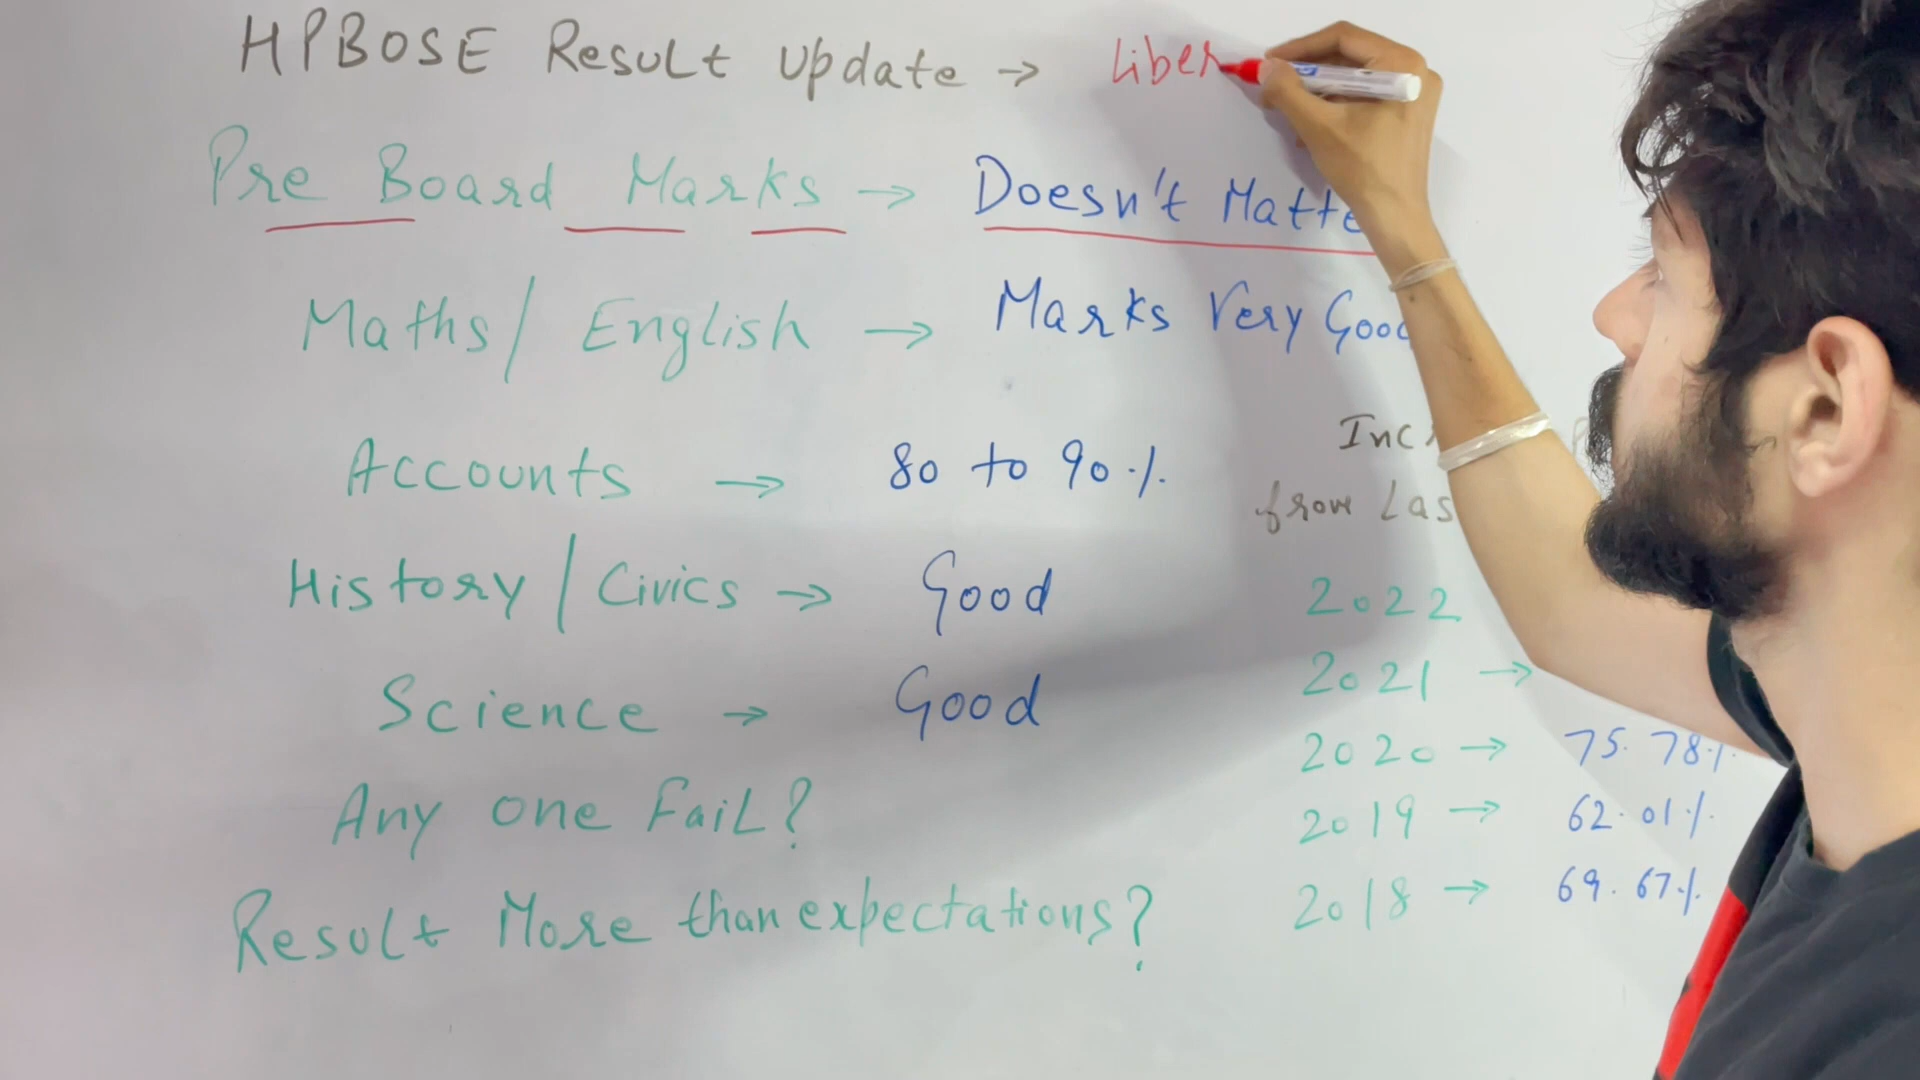 HPBOSE Result Update → Liber
Pre Board Marks → Doesn't Matte
Maths/ English → Marks Very Good
Accounts → 80 to 90%
History / Civics → Good
Science → Good
Any one Fail?
Result More than expectations?
Inc
from Las
2022
2021 →
2020 → 75.78%
2019 → 62.01%
2018 → 69.67%